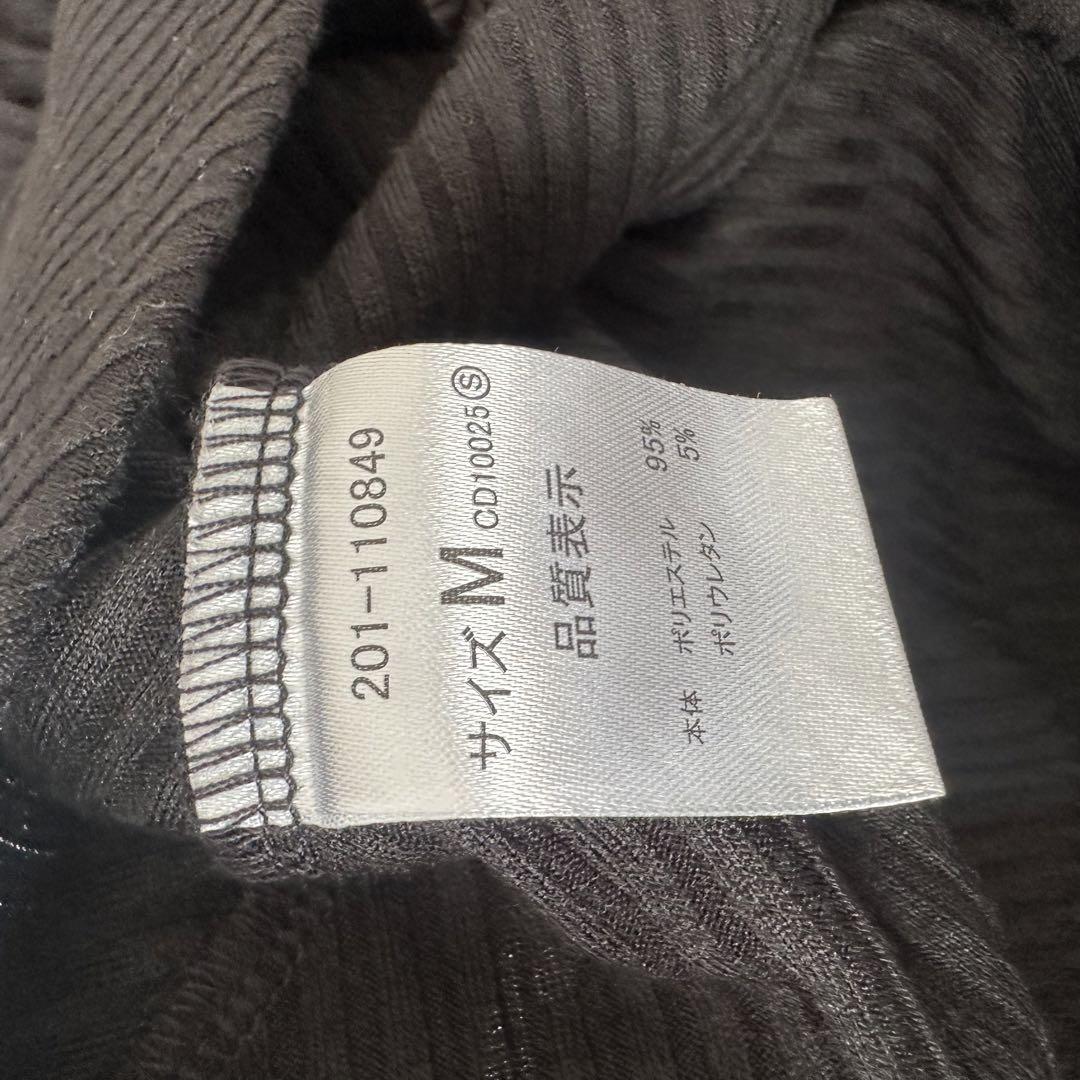 201-110849
サイズ M CD10025Ⓢ
品質表示
本体 ポリエステル 95%
ポリウレタン 5%